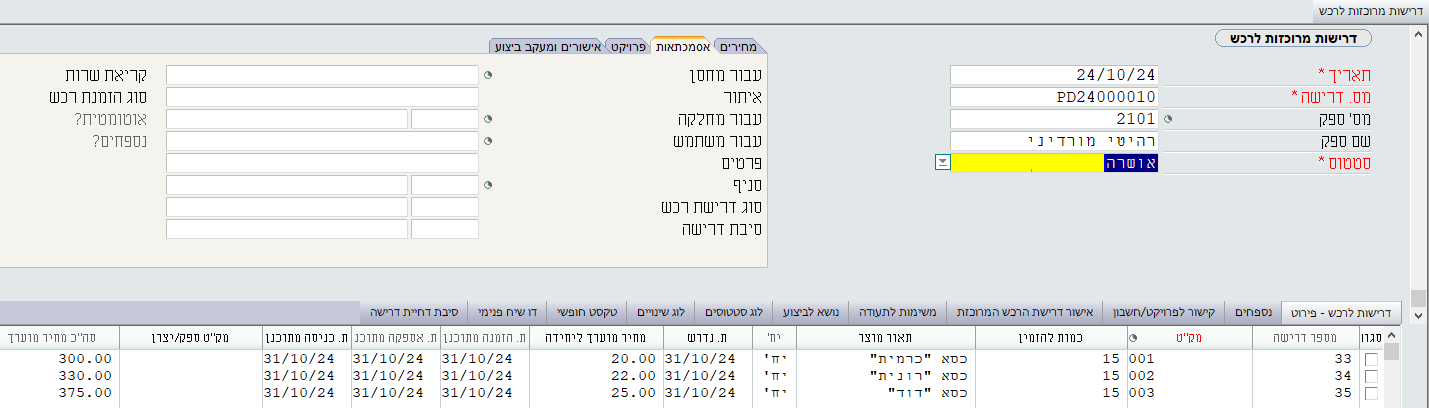 דרישות מרוכזות לרכש
דרישות מרוכזות לרכש
תאריך * 24/10/24
מס. דרישה * PD24000010
מס' ספק 2101
שם ספק רהיטי מורדיני
סטטוס * אושרה
מחירים אסמכתאות פרויקט אישורים ומעקב ביצוע
עבור מחסן קריאת שרות
איתור סוג הזמנת רכש
עבור מחלקה אוטומטית?
עבור משתמש נספחים?
פרטים
סניף
סוג דרישת רכש
סיבת דרישה
דרישות לרכש - פירוט נספחים קישור לפרויקט/חשבון אישור דרישת הרכש המרוכזת משימות לתעודה נושא לביצוע לוג סטטוסים לוג שינויים טקסט חופשי דו שיח פנימי סיבת דחיית דרישה
סגרו מספר דרישה מק"ט כמות להזמין תאור מוצר יח' ת. נדרש מחיר מוערך ליחידה ת. הזמנה מתוכנן ת. אספקה מתוכנן ת. כניסה מתוכנן מק"ט ספק/יצרן סה"כ מחיר מוערך
33 001 15 כסא "כרמית" יח' 31/10/24 20.00 31/10/24 31/10/24 31/10/24 300.00
34 002 15 כסא "רונית" יח' 31/10/24 22.00 31/10/24 31/10/24 31/10/24 330.00
35 003 15 כסא "דוד" יח' 31/10/24 25.00 31/10/24 31/10/24 31/10/24 375.00